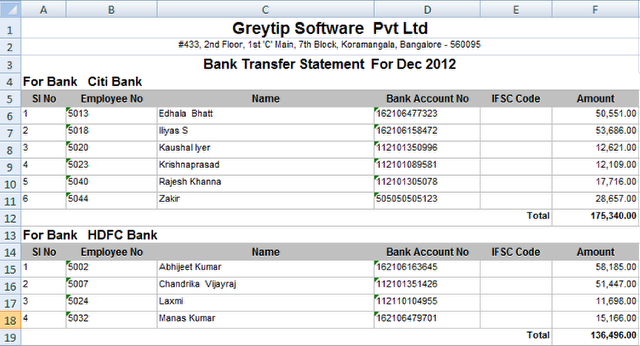 A B C D E F
1 Greytip Software Pvt Ltd
2 #433, 2nd Floor, 1st 'C' Main, 7th Block, Koramangala, Bangalore - 560095
3 Bank Transfer Statement For Dec 2012
4 For Bank Citi Bank
5 Sl No Employee No Name Bank Account No IFSC Code Amount
6 1 5013 Edhala Bhatt 162106477323 50,551.00
7 2 5018 Iliyas S 162106158472 53,686.00
8 3 5020 Kaushal Iyer 112101350996 12,621.00
9 4 5023 Krishnaprasad 112101089581 12,109.00
10 5 5040 Rajesh Khanna 112101305078 17,716.00
11 6 5044 Zakir 505050505123 28,657.00
12 Total 175,340.00
13 For Bank HDFC Bank
14 Sl No Employee No Name Bank Account No IFSC Code Amount
15 1 5002 Abhijeet Kumar 162106163645 58,185.00
16 2 5007 Chandrika Vijayraj 112101351426 51,447.00
17 3 5024 Laxmi 112110104955 11,698.00
18 4 5032 Manas Kumar 162106479701 15,166.00
19 Total 136,496.00